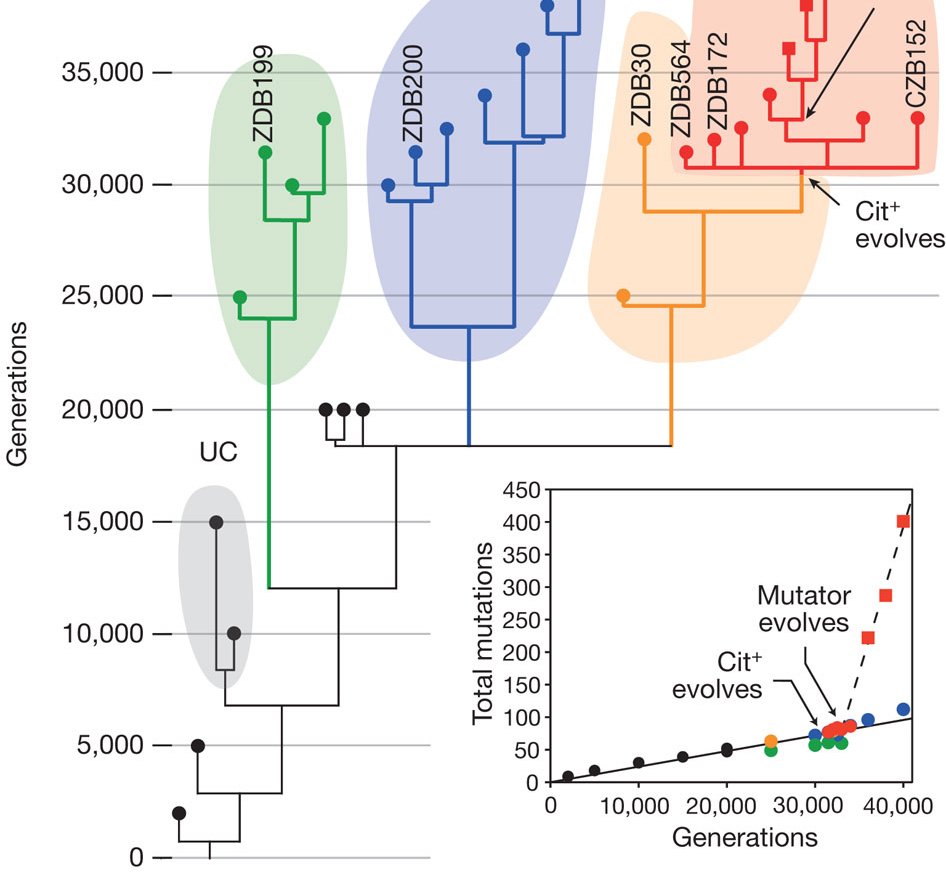 ZDB199
ZDB200
ZDB30
ZDB564
ZDB172
CZB152
35,000
30,000
Cit+
evolves
25,000
Generations
20,000
UC
15,000
10,000
5,000
0
450
400
350
300
250
200
150
100
50
0
Total mutations
Mutator
evolves
Cit+
evolves
0
10,000
20,000
30,000
40,000
Generations